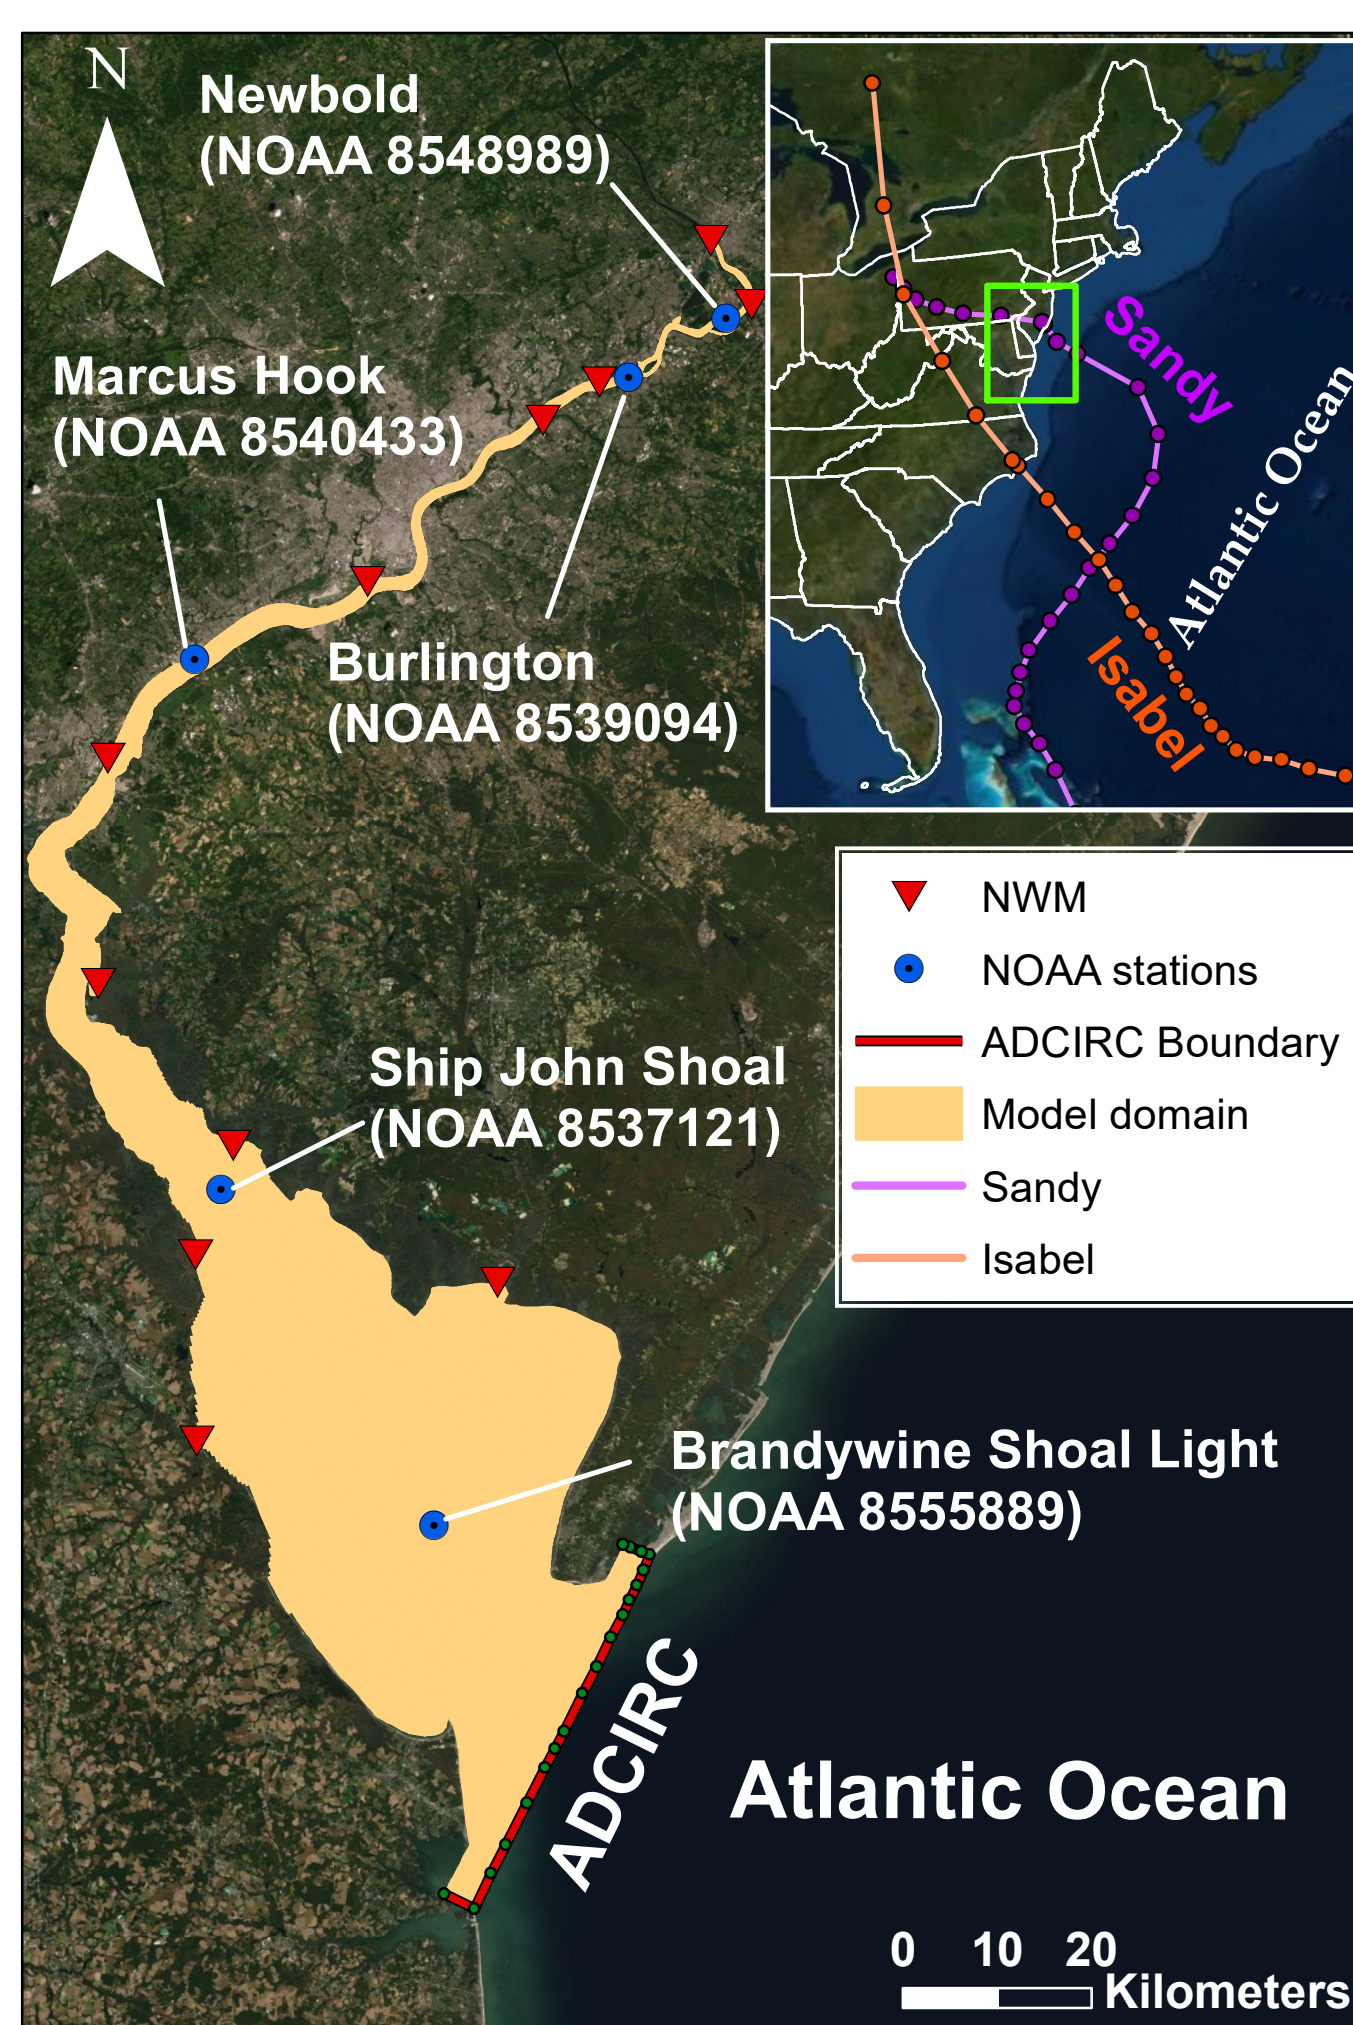 N
Newbold
(NOAA 8548989)
Marcus Hook
(NOAA 8540433)
Burlington
(NOAA 8539094)
Sandy
Atlantic Ocean
Isabel
NWM
NOAA stations
ADCIRC Boundary
Model domain
Sandy
Isabel
Ship John Shoal
(NOAA 8537121)
Brandywine Shoal Light
(NOAA 8555889)
ADCIRC
Atlantic Ocean
0 10 20
Kilometers